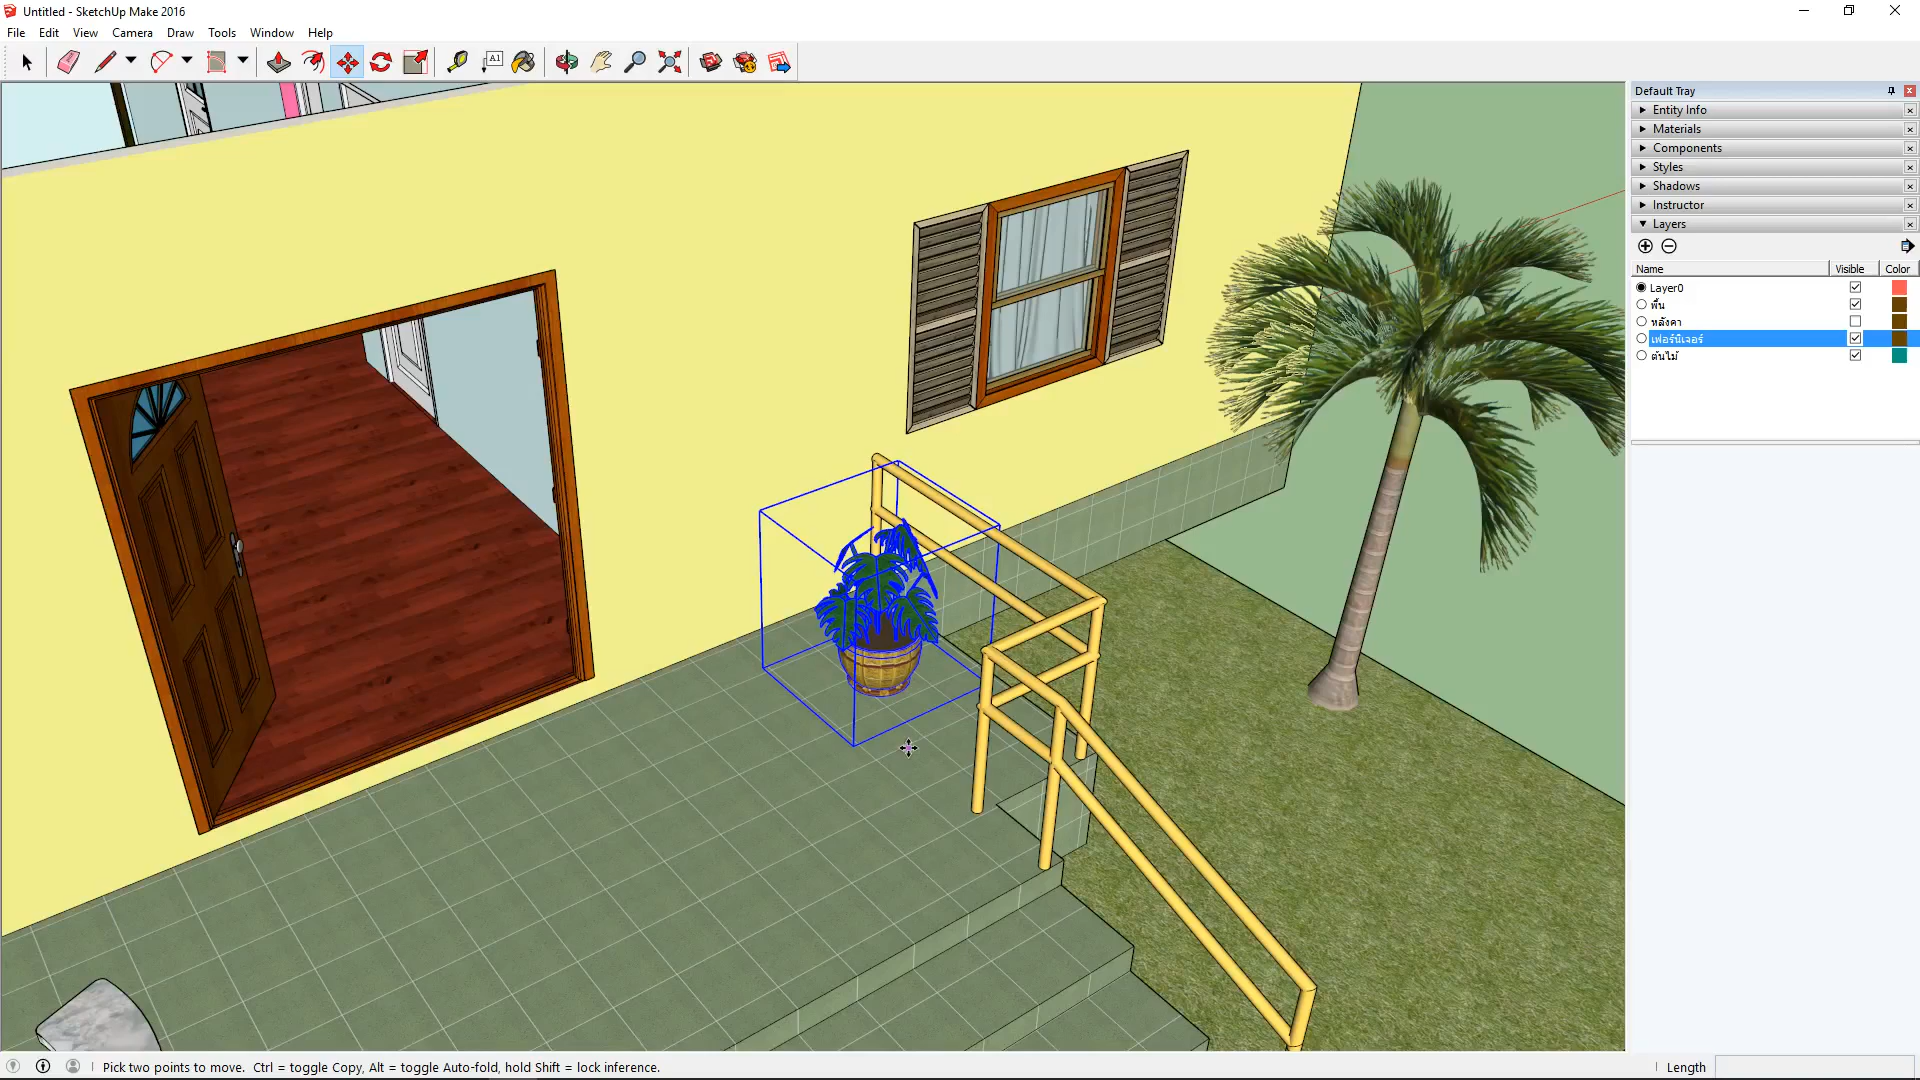 Untitled - SketchUp Make 2016
File Edit View Camera Draw Tools Window Help
A1
Default Tray
Entity Info
Materials
Components
Styles
Shadows
Instructor
Layers
Name Visible Color
Layer0
พื้น
หลังคา
เฟอร์นิเจอร์
ต้นไม้
Pick two points to move. Ctrl = toggle Copy, Alt = toggle Auto-fold, hold Shift = lock inference.
Length